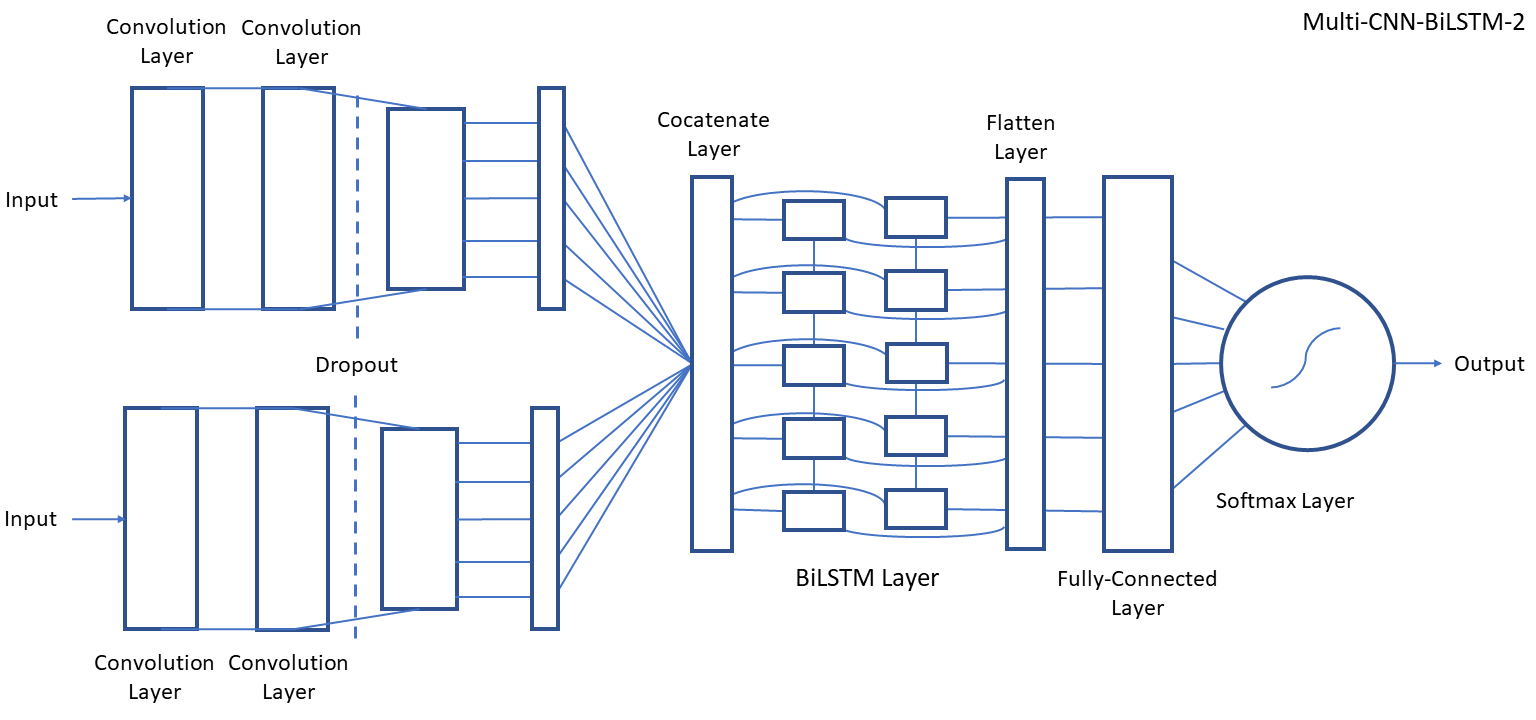 Multi-CNN-BiLSTM-2
Convolution
Layer
Convolution
Layer
Input
Dropout
Input
Convolution
Layer
Convolution
Layer
Cocatenate
Layer
BiLSTM Layer
Flatten
Layer
Fully-Connected
Layer
Softmax Layer
Output